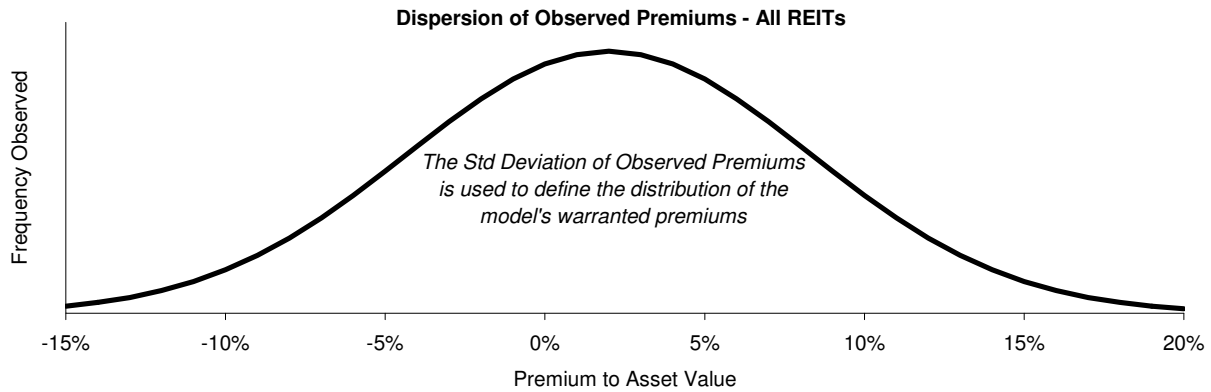 Dispersion of Observed Premiums - All REITs
Frequency Observed
The Std Deviation of Observed Premiums
is used to define the distribution of the
model's warranted premiums
-15% -10% -5% 0% 5% 10% 15% 20%
Premium to Asset Value